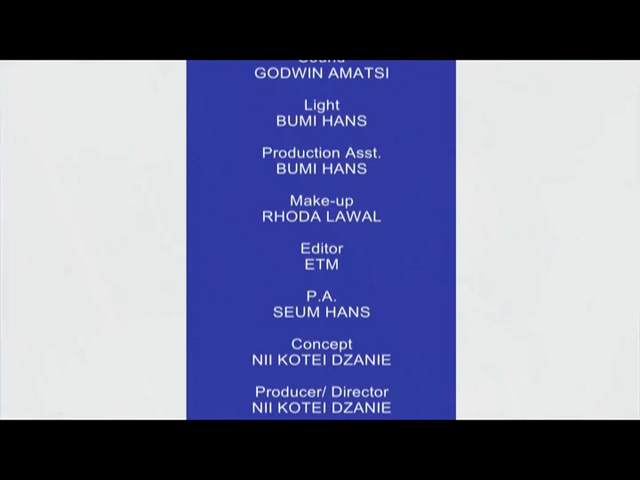 Sound
GODWIN AMATSI
Light
BUMI HANS
Production Asst.
BUMI HANS
Make-up
RHODA LAWAL
Editor
ETM
P.A.
SEUM HANS
Concept
NII KOTEI DZANIE
Producer/ Director
NII KOTEI DZANIE